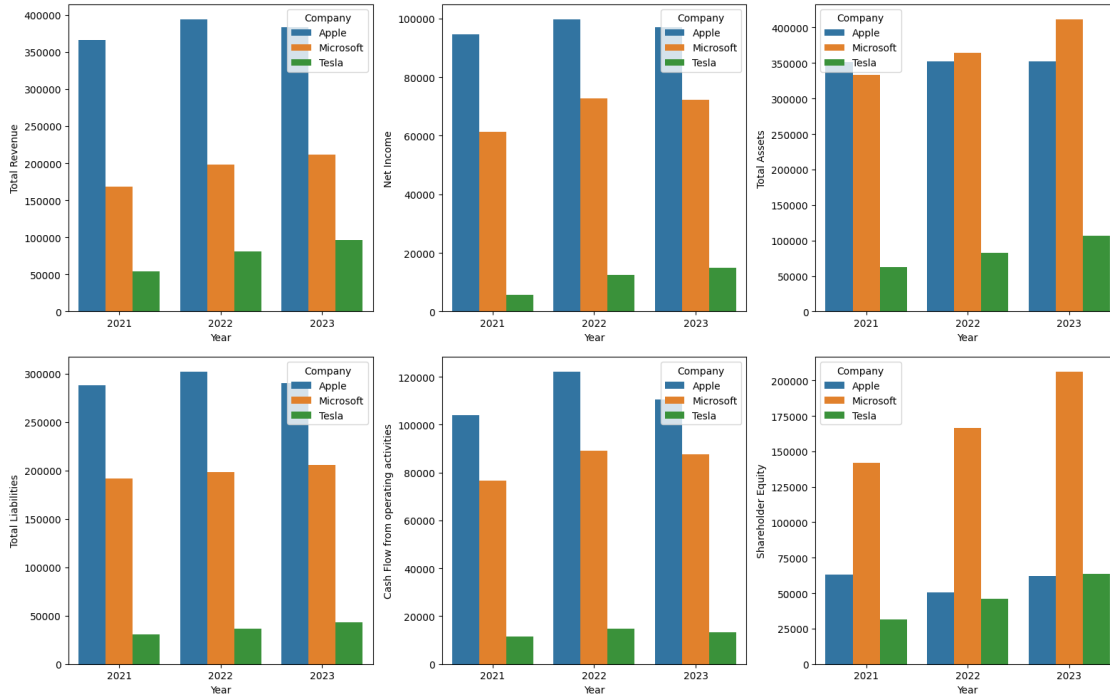 Total Revenue
400000
350000
300000
250000
200000
150000
100000
50000
0
Company
Apple
Microsoft
Tesla
2021
2022
2023
Year
Net Income
100000
80000
60000
40000
20000
0
Company
Apple
Microsoft
Tesla
2021
2022
2023
Year
Total Assets
400000
350000
300000
250000
200000
150000
100000
50000
0
Company
Apple
Microsoft
Tesla
2021
2022
2023
Year
Total Liabilities
300000
250000
200000
150000
100000
50000
0
Company
Apple
Microsoft
Tesla
2021
2022
2023
Year
Cash Flow from operating activities
120000
100000
80000
60000
40000
20000
0
Company
Apple
Microsoft
Tesla
2021
2022
2023
Year
Shareholder Equity
200000
175000
150000
125000
100000
75000
50000
25000
0
Company
Apple
Microsoft
Tesla
2021
2022
2023
Year